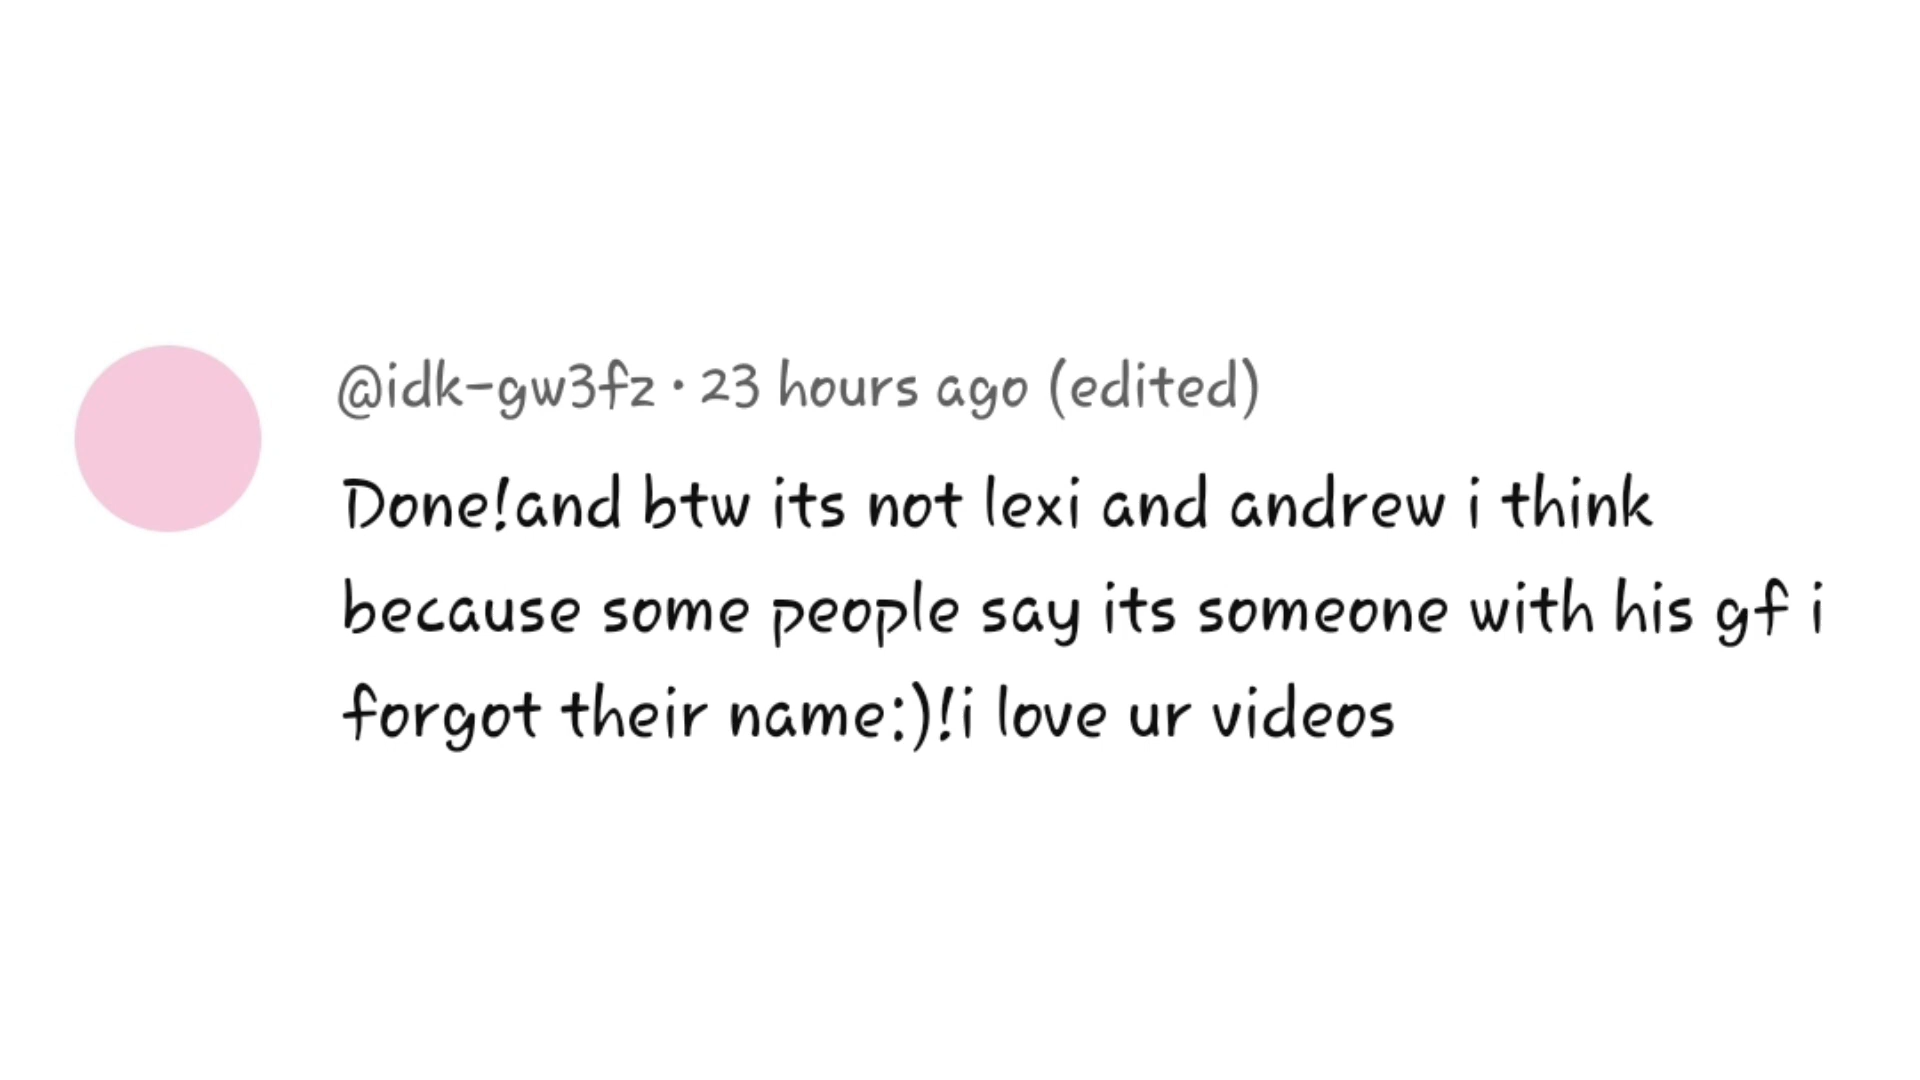 @idk-gw3fz · 23 hours ago (edited)
Done!and btw its not lexi and andrew i think
because some people say its someone with his gf i
forgot their name:)!i love ur videos